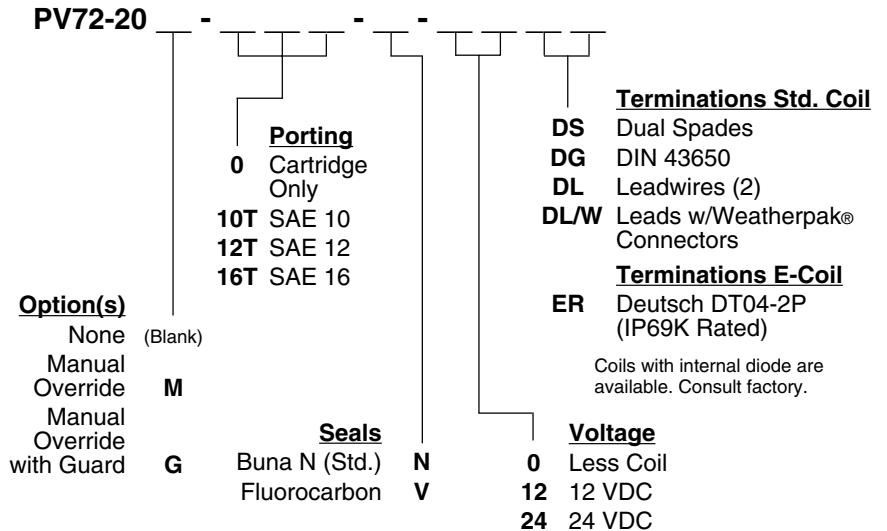 PV72-20 __ - __ __ __ - __ - __ __ __ __
Porting
0 Cartridge
Only
10T SAE 10
12T SAE 12
16T SAE 16
Terminations Std. Coil
DS Dual Spades
DG DIN 43650
DL Leadwires (2)
DL/W Leads w/Weatherpak®
Connectors
Terminations E-Coil
ER Deutsch DT04-2P
(IP69K Rated)
Coils with internal diode are
available. Consult factory.
Option(s)
None (Blank)
Manual
Override M
Manual
Override
with Guard G
Seals
Buna N (Std.) N
Fluorocarbon V
Voltage
0 Less Coil
12 12 VDC
24 24 VDC